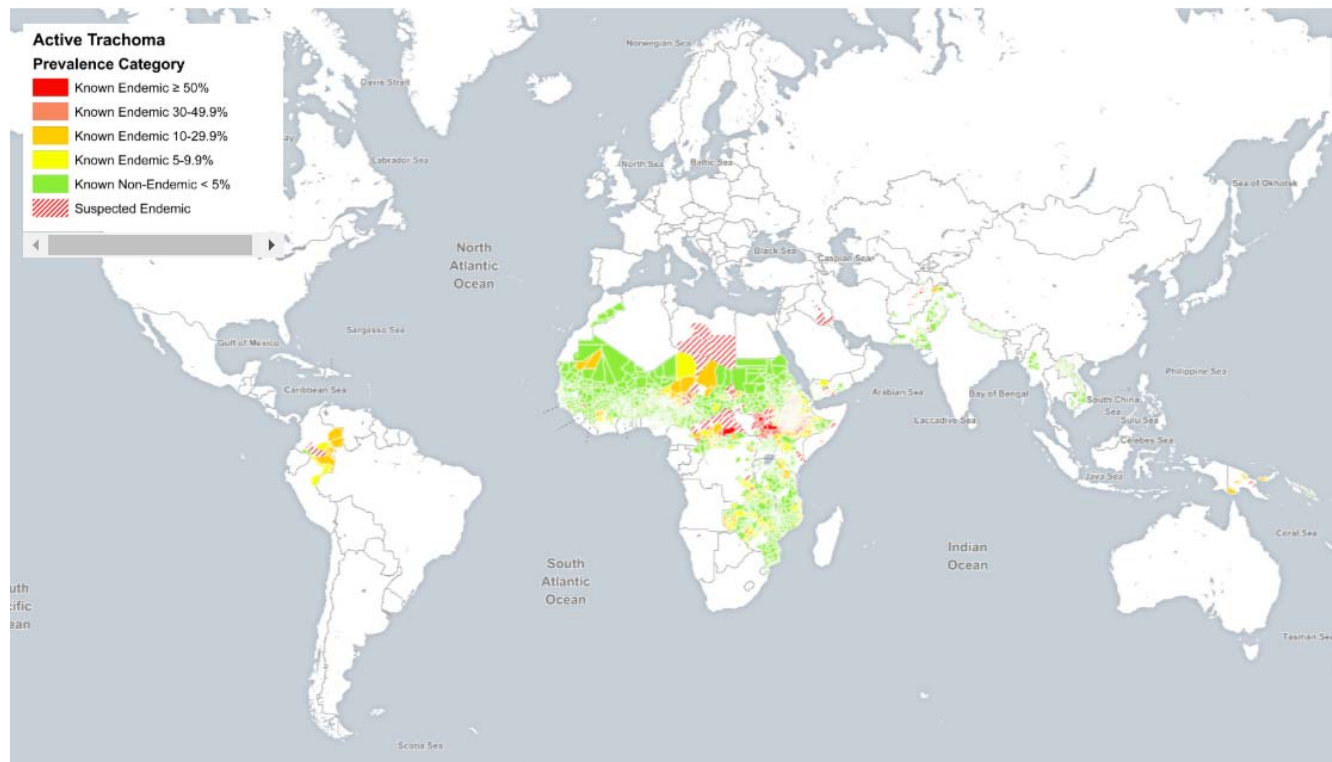 Active Trachoma
Prevalence Category
Known Endemic ≥ 50%
Known Endemic 30-49.9%
Known Endemic 10-29.9%
Known Endemic 5-9.9%
Known Non-Endemic < 5%
Suspected Endemic
Norwegian Sea
Davis Strait
ay
Labrador Sea
North Sea
Baltic Sea
Sea of Okhotsk
North
Atlantic
Ocean
Black Sea
Caspian Sea
Sargasso Sea
Gulf of Mexico
Caribbean Sea
Philippine Sea
Arabian Sea
Bay of Bengal
South China
Sea
Laccadive Sea
Sulu Sea
Celebes Sea
Java Sea
Coral Sea
Indian
Ocean
South
Atlantic
Ocean
uth
ific
ean
Tasman Sea
Scotia Sea